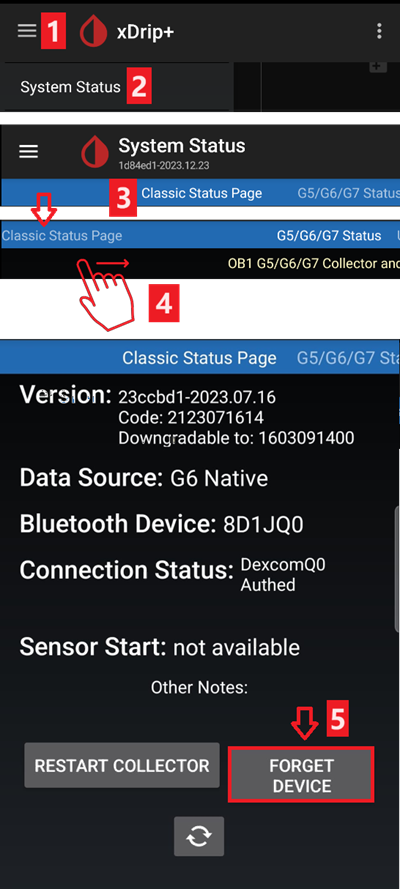 1 xDrip+
System Status 2
System Status
1d84ed1-2023.12.23
3 Classic Status Page G5/G6/G7 Status
Classic Status Page G5/G6/G7 Status
OB1 G5/G6/G7 Collector and
4
Classic Status Page G5/G6/G7 Sta
Version: 23ccbd1-2023.07.16
Code: 2123071614
Downgradable to: 1603091400
Data Source: G6 Native
Bluetooth Device: 8D1JQ0
Connection Status: DexcomQ0
Authed
Sensor Start: not available
Other Notes:
5
RESTART COLLECTOR
FORGET
DEVICE